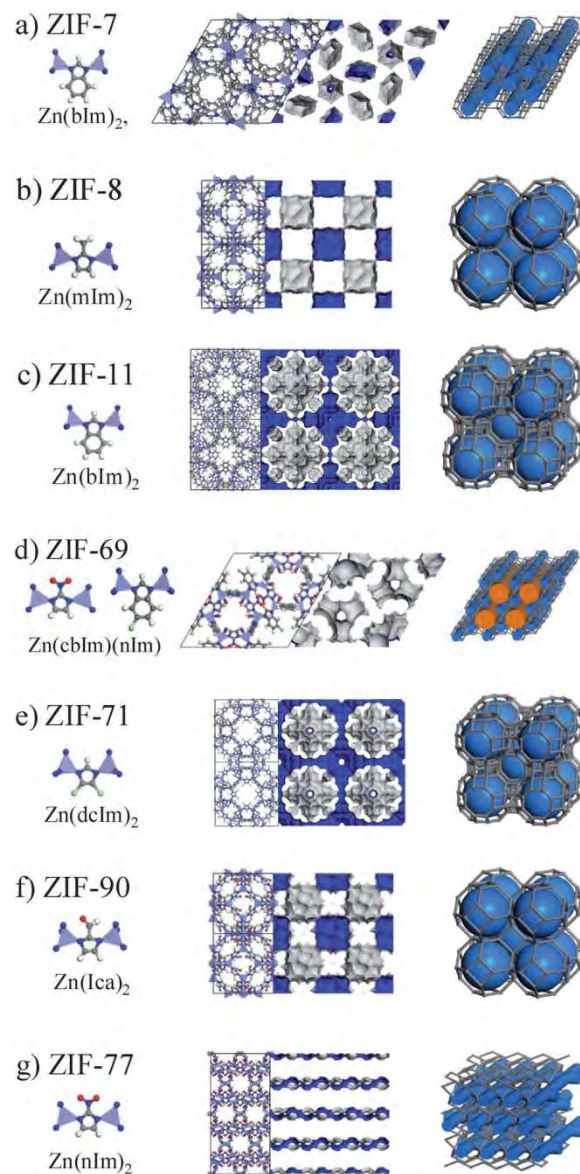 a) ZIF-7
Zn(bIm)2,
b) ZIF-8
Zn(mIm)2
c) ZIF-11
Zn(bIm)2
d) ZIF-69
Zn(cbIm)(nIm)
e) ZIF-71
Zn(dcIm)2
f) ZIF-90
Zn(Ica)2
g) ZIF-77
Zn(nIm)2